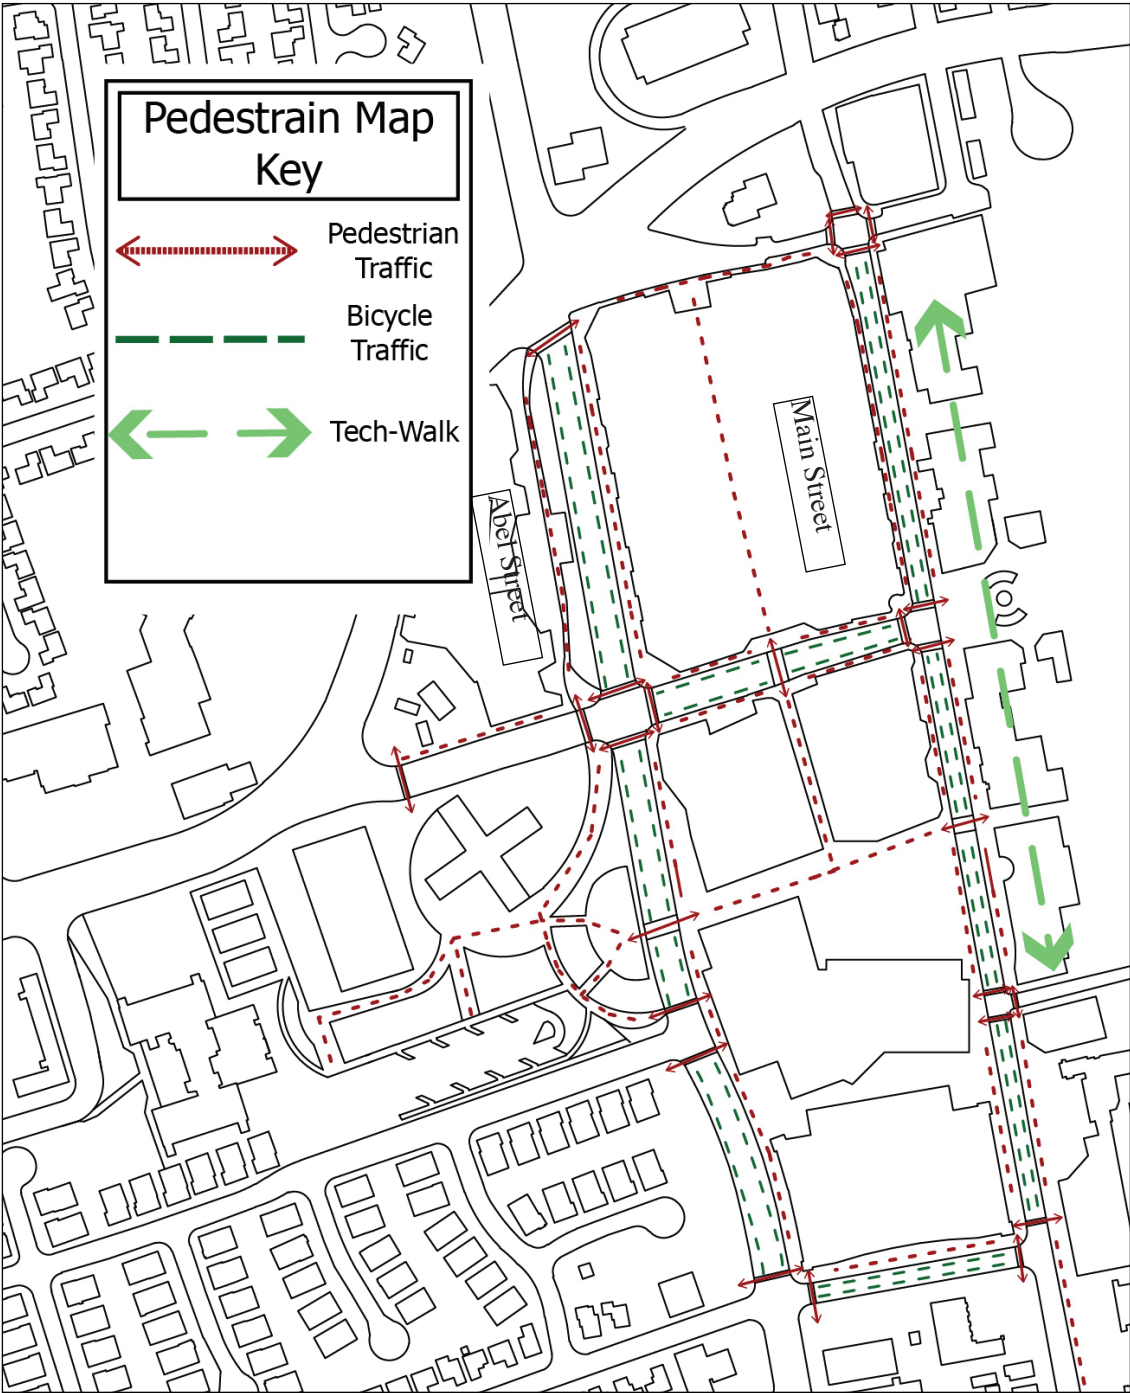 Pedestrain Map
Key
Pedestrian
Traffic
Bicycle
Traffic
Tech-Walk
Main Street
Abel Street